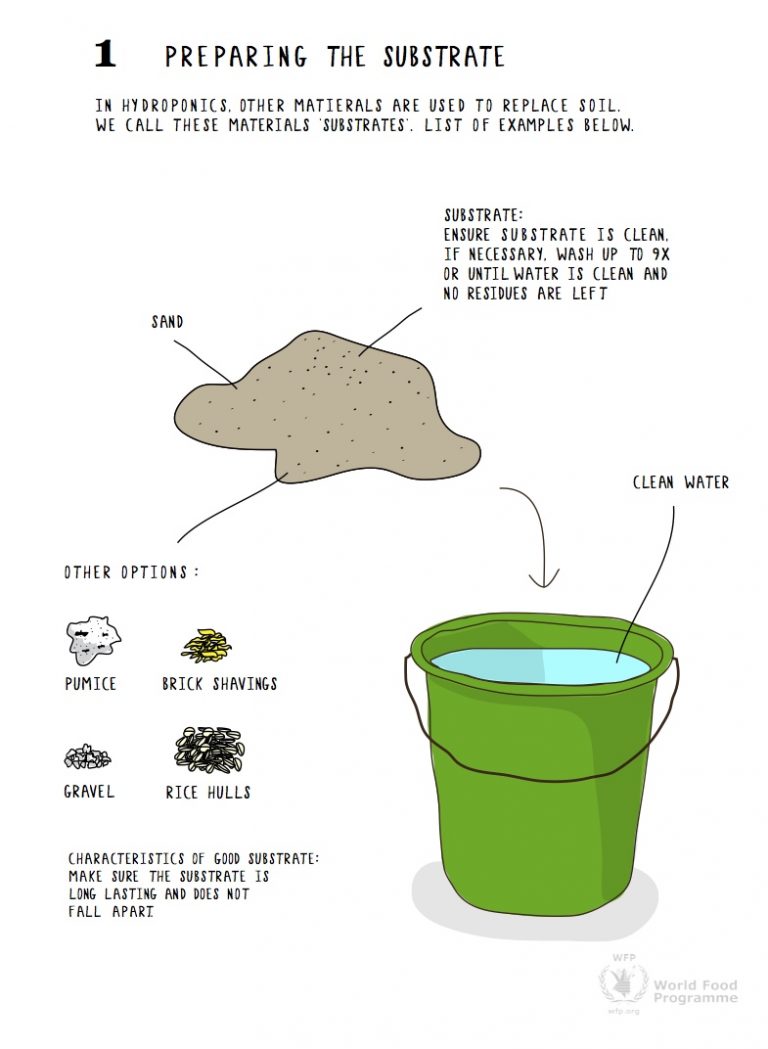 1 PREPARING THE SUBSTRATE
IN HYDROPONICS, OTHER MATIERALS ARE USED TO REPLACE SOIL.
WE CALL THESE MATERIALS 'SUBSTRATES'. LIST OF EXAMPLES BELOW.
SUBSTRATE:
ENSURE SUBSTRATE IS CLEAN,
IF NECESSARY, WASH UP TO 9X
OR UNTIL WATER IS CLEAN AND
NO RESIDUES ARE LEFT
SAND
CLEAN WATER
OTHER OPTIONS:
PUMICE
BRICK SHAVINGS
GRAVEL
RICE HULLS
CHARACTERISTICS OF GOOD SUBSTRATE:
MAKE SURE THE SUBSTRATE IS
LONG LASTING AND DOES NOT
FALL APART
WFP
World Food
Programme
wfp.org